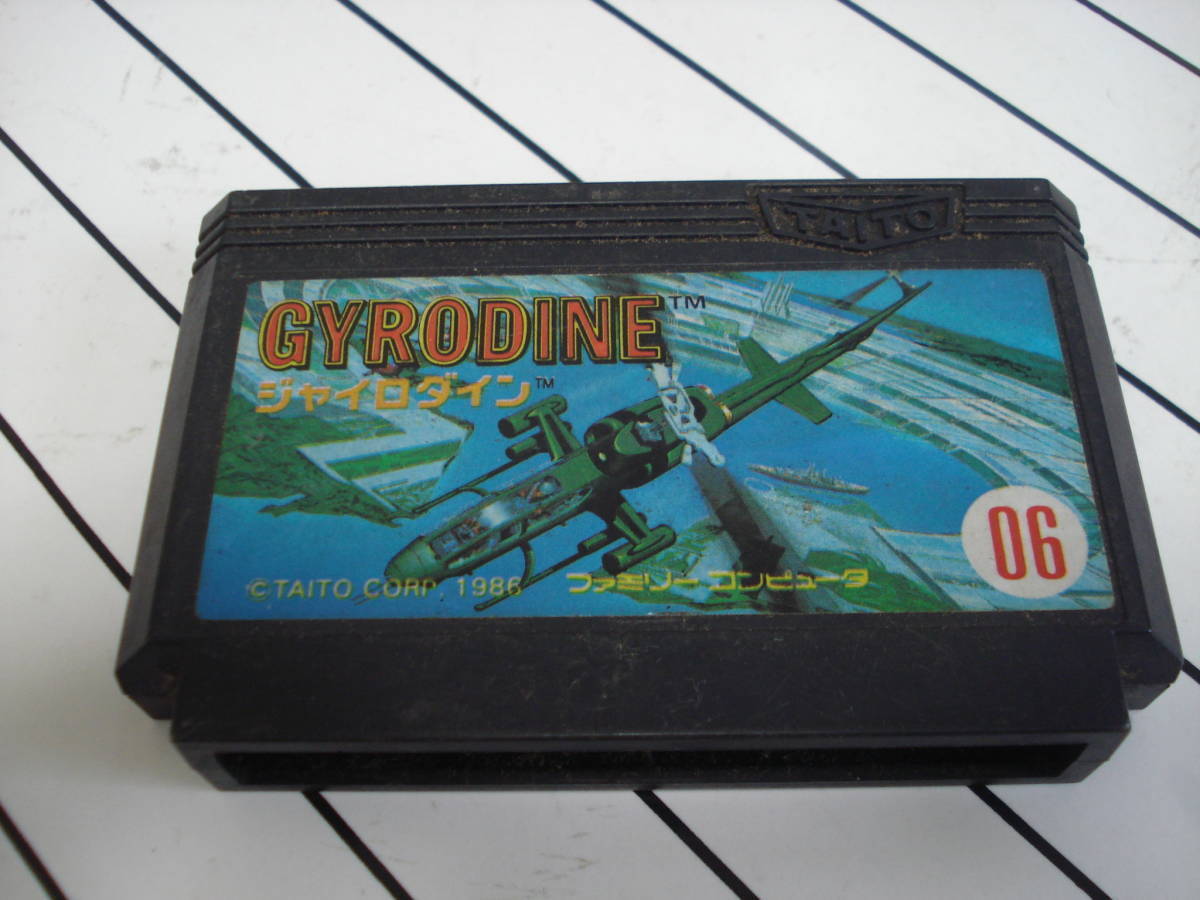 TAITO
GYRODINE™
ジャイロダイン™
06
©TAITO CORP. 1986
ファミリー コンピュータ